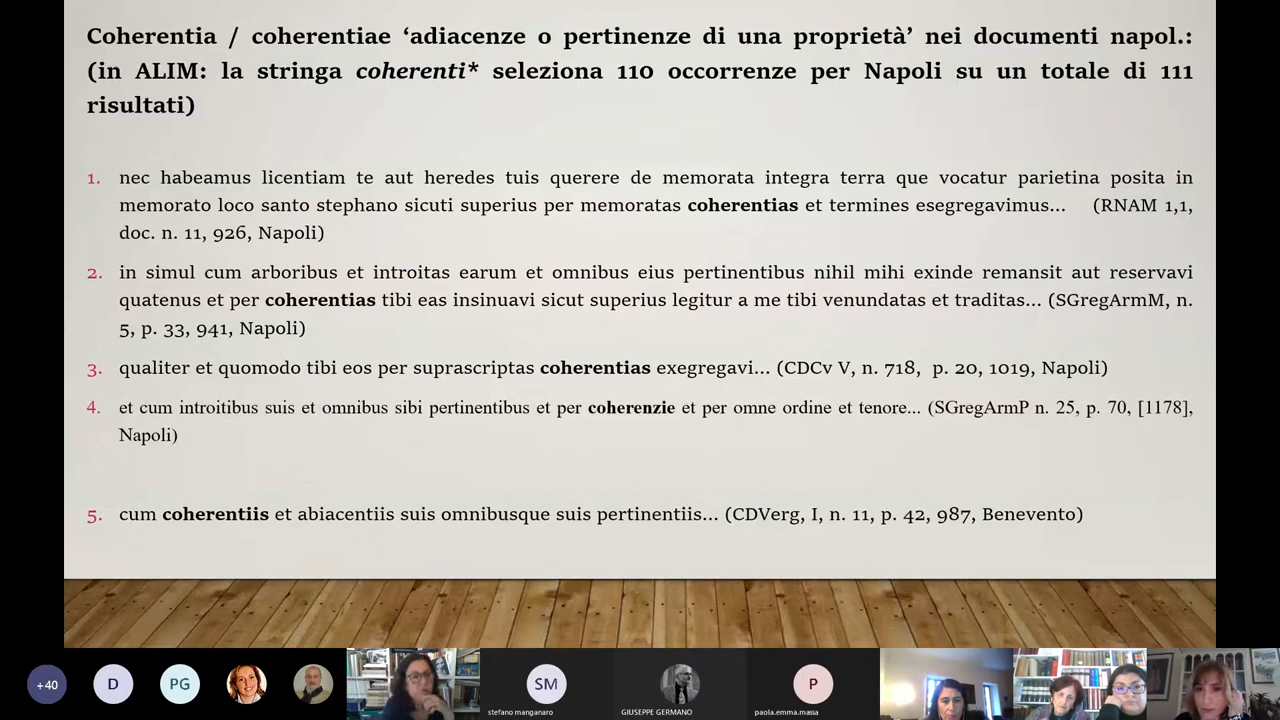 Coherentia / coherentiae ‘adiacenze o pertinenze di una proprietà’ nei documenti napol.:
(in ALIM: la stringa coherenti* seleziona 110 occorrenze per Napoli su un totale di 111
risultati)
1. nec habeamus licentiam te aut heredes tuis querere de memorata integra terra que vocatur parietina posita in
memorato loco santo stephano sicuti superius per memoratas coherentias et termines esegregavimus... (RNAM 1,1,
doc. n. 11, 926, Napoli)
2. in simul cum arboribus et introitas earum et omnibus eius pertinentibus nihil mihi exinde remansit aut reservavi
quatenus et per coherentias tibi eas insinuavi sicut superius legitur a me tibi venundatas et traditas... (SGregArmM, n.
5, p. 33, 941, Napoli)
3. qualiter et quomodo tibi eos per suprascriptas coherentias exegregavi... (CDCv V, n. 718, p. 20, 1019, Napoli)
4. et cum introitibus suis et omnibus sibi pertinentibus et per coherenzie et per omne ordine et tenore... (SGregArmP n. 25, p. 70, [1178],
Napoli)
5. cum coherentiis et abiacentiis suis omnibusque suis pertinentiis... (CDVerg, I, n. 11, p. 42, 987, Benevento)
+40 D PG SM P
stefano manganaro GIUSEPPE GERMANO paola.emma.massa